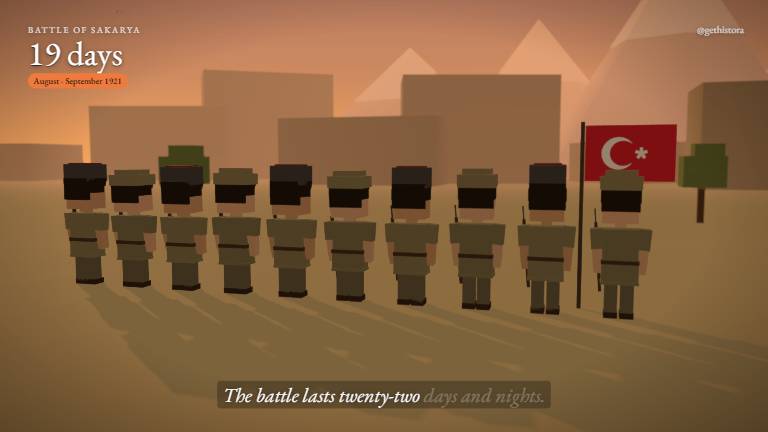 BATTLE OF SAKARYA
19 days
August - September 1921
@gethistora
The battle lasts twenty-two days and nights.